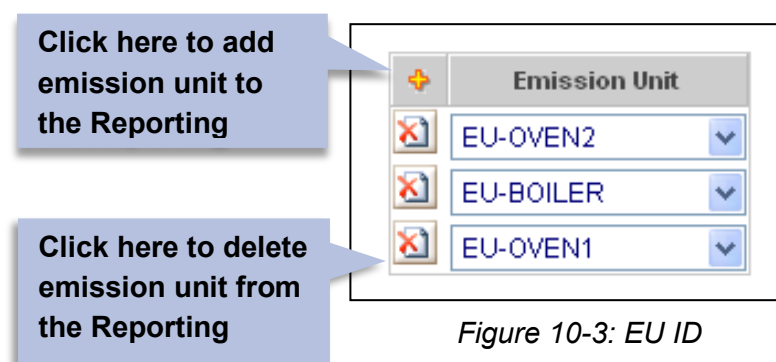 Click here to add
emission unit to
the Reporting
Emission Unit
EU-OVEN2
EU-BOILER
EU-OVEN1
Click here to delete
emission unit from
the Reporting
Figure 10-3: EU ID